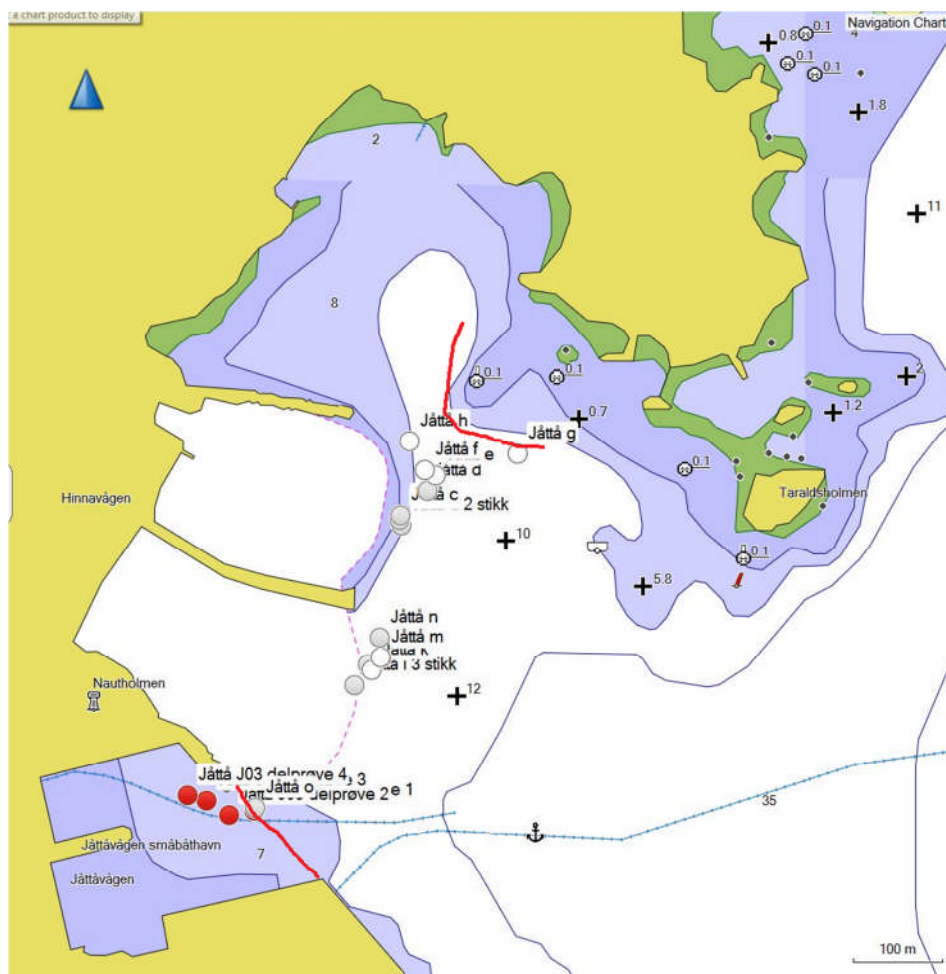 a chart product to display
Navigation Chart
0.8
0.1
4
0.1
0.1
1.8
2
11
8
0.1
0.1
2
0.7
1.2
Jåttå h
Jåttå g
Jåttå f
e
Jåttå d
0.1
Jåttå c
2 stikk
Hinnavågen
Taraldsholmen
10
0.1
5.8
Jåttå n
Jåttå m
3 stikk
Nautholmen
12
Jåttå J03 delprøve 4
3
Jåttå o
delprøve 2
e 1
35
Jåttåvågen småbåthavn
7
Jåttåvågen
100 m